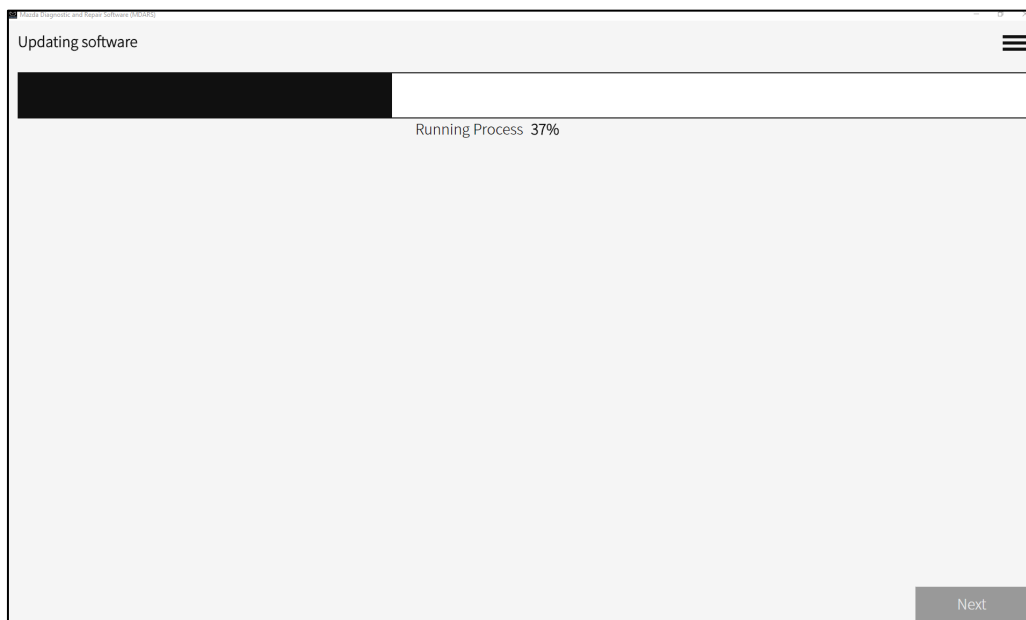 Mazda Diagnostic and Repair Software (MDARS)
Updating software
Running Process 37%
Next